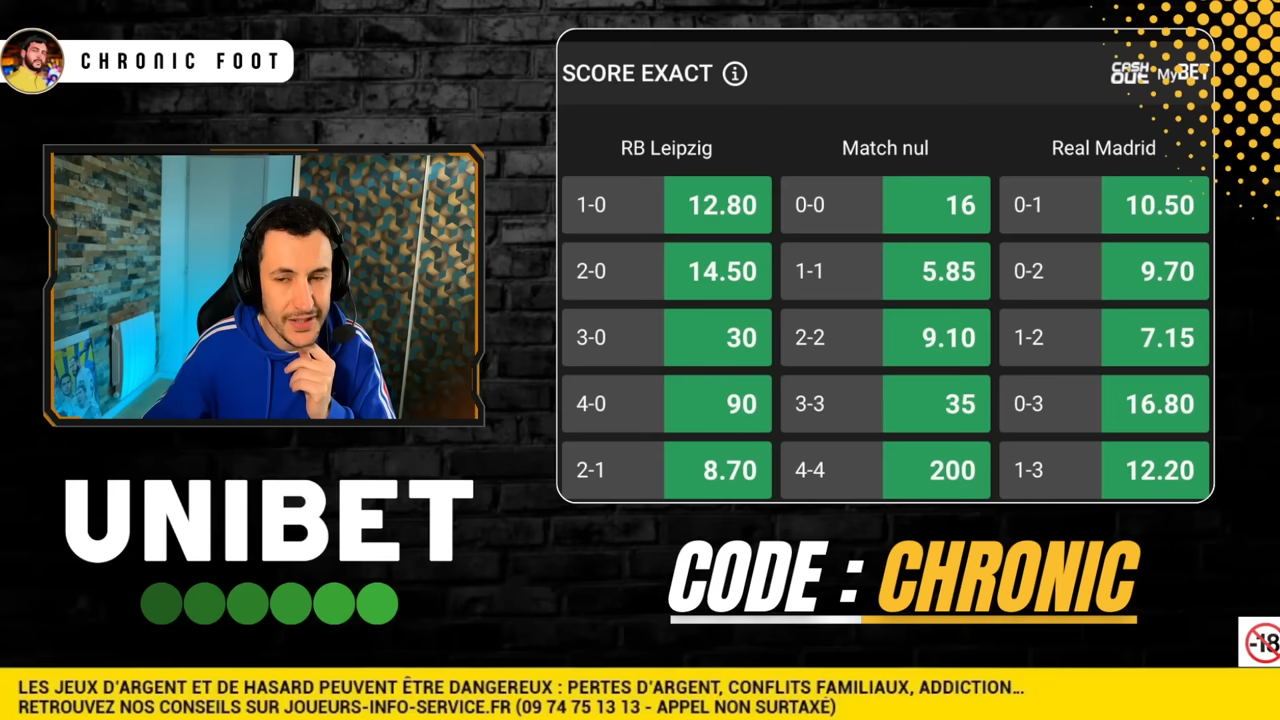 CHRONIC FOOT
SCORE EXACT
CASH OUT MyBET
RB Leipzig Match nul Real Madrid
1-0 12.80 0-0 16 0-1 10.50
2-0 14.50 1-1 5.85 0-2 9.70
3-0 30 2-2 9.10 1-2 7.15
4-0 90 3-3 35 0-3 16.80
2-1 8.70 4-4 200 1-3 12.20
UNIBET
CODE : CHRONIC
-18
LES JEUX D'ARGENT ET DE HASARD PEUVENT ÊTRE DANGEREUX : PERTES D'ARGENT, CONFLITS FAMILIAUX, ADDICTION...
RETROUVEZ NOS CONSEILS SUR JOUEURS-INFO-SERVICE.FR (09 74 75 13 13 - APPEL NON SURTAXÉ)